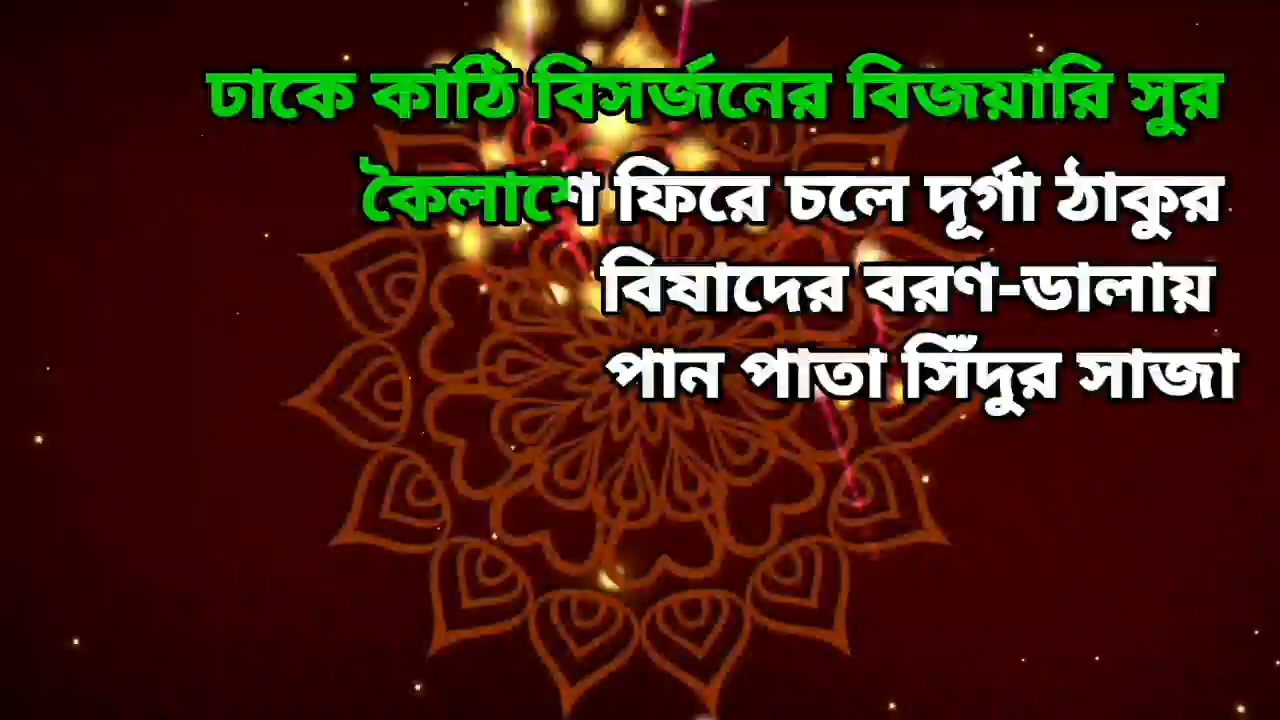 ঢাকে কাঠি বিসর্জনের বিজয়ারি সুর
কৈলাশে ফিরে চলে দূর্গা ঠাকুর
বিষাদের বরণ-ডালায়
পান পাতা সিঁদুর সাজা